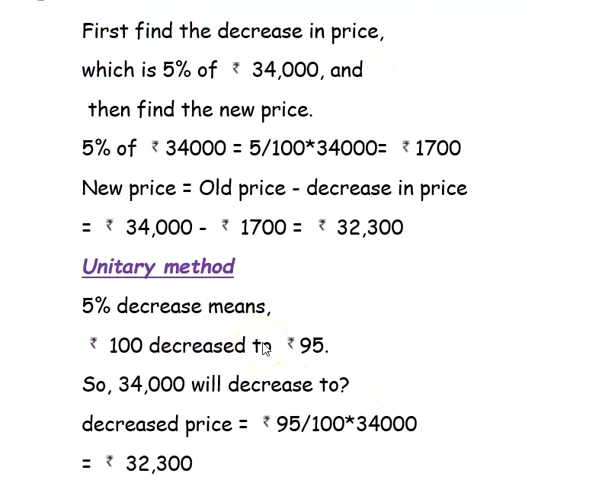 First find the decrease in price,
which is 5% of ₹ 34,000, and
then find the new price.
5% of ₹ 34000 = 5/100*34000= ₹ 1700
New price = Old price - decrease in price
= ₹ 34,000 - ₹ 1700 = ₹ 32,300
Unitary method
5% decrease means,
₹ 100 decreased to ₹ 95.
So, 34,000 will decrease to?
decreased price = ₹ 95/100*34000
= ₹ 32,300